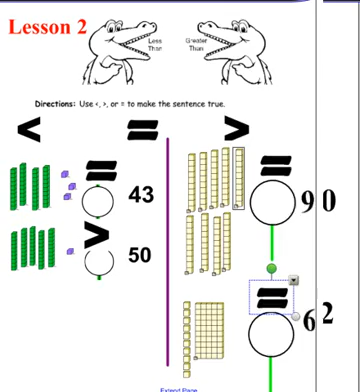 Lesson 2
Less Than
Greater Than
Directions: Use <, >, or = to make the sentence true.
< = >
= 43
> 50
= 90
= 62
Extend Page